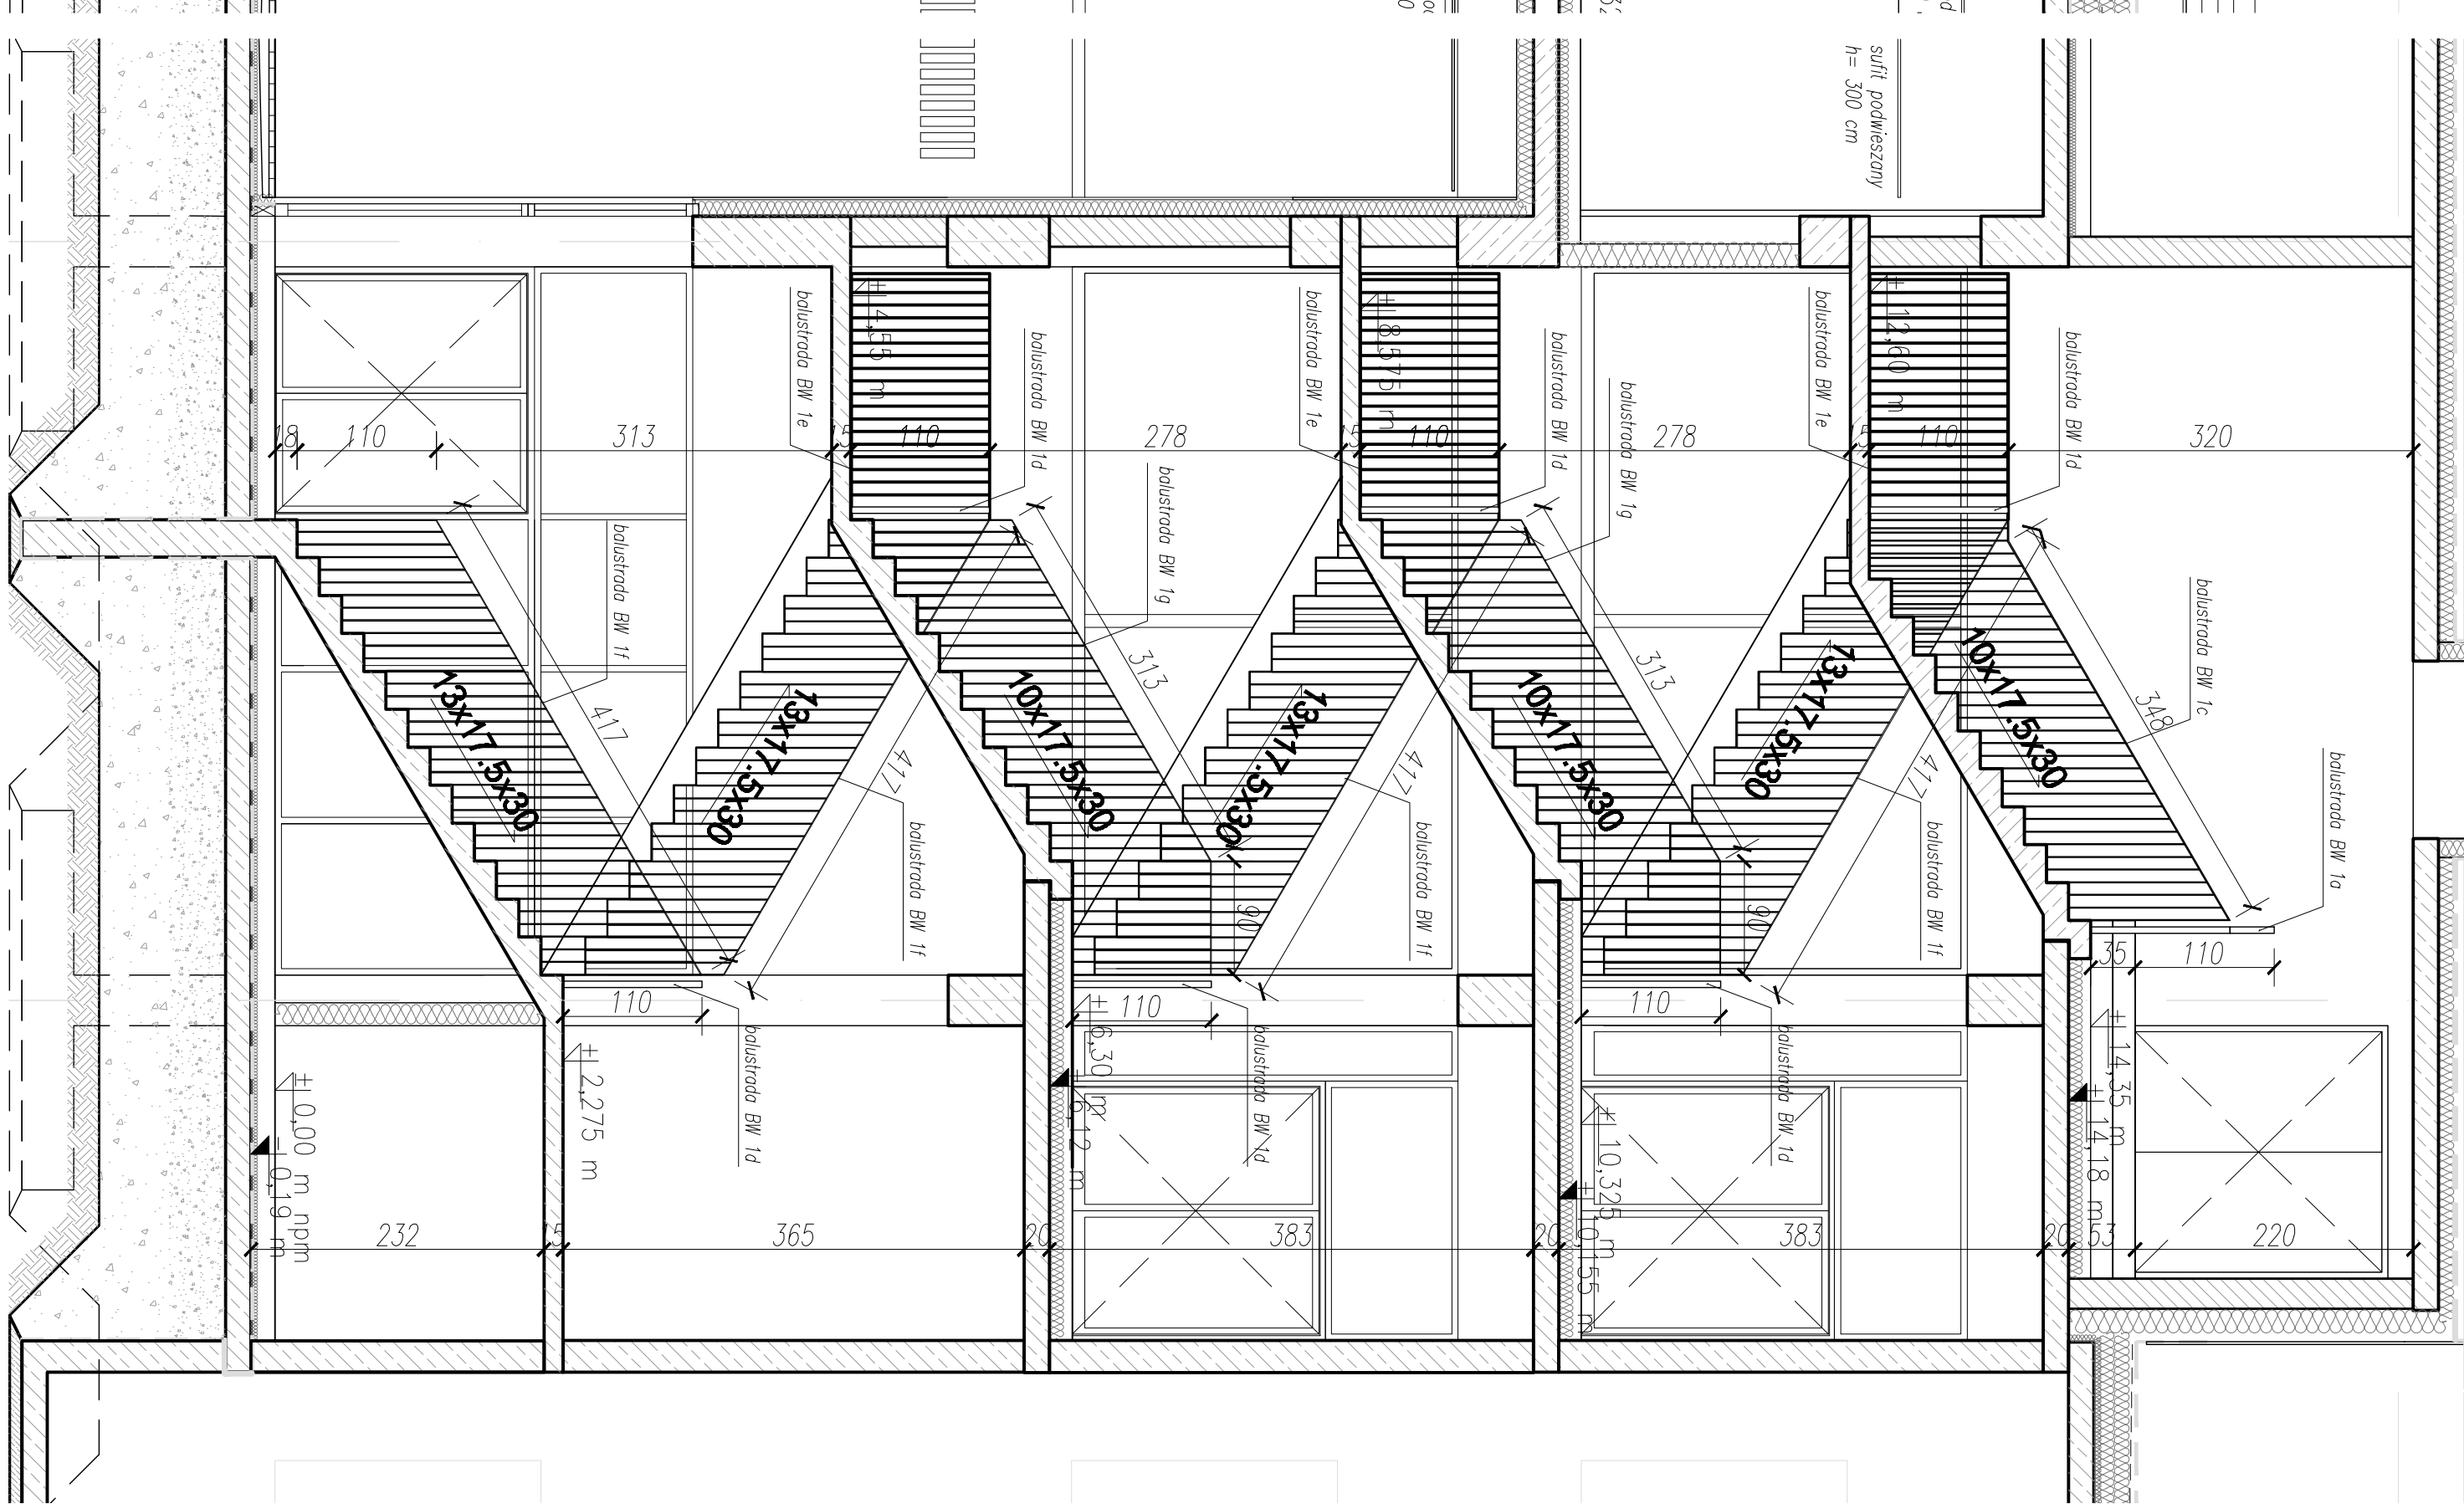 sufit podwieszany
h= 300 cm
± 12,60 m
balustrada BW 1d
balustrada BW 1e
± 8,575 m
balustrada BW 1d
balustrada BW 1g
balustrada BW 1e
± 4,55 m
balustrada BW 1d
balustrada BW 1g
balustrada BW 1e
18
110
313
15
110
278
15
110
278
15
110
320
balustrada BW 1f
417
13x17.5x30
13x17.5x30
417
balustrada BW 1f
10x17.5x30
313
90
13x17.5x30
417
balustrada BW 1f
10x17.5x30
313
90
13x17.5x30
417
balustrada BW 1f
10x17.5x30
348
balustrada BW 1c
balustrada BW 1a
35
110
110
balustrada BW 1d
110
balustrada BW 1d
110
balustrada BW 1d
± 0,00 m npm
- 0,19 m
± 2,275 m
± 6,30 m
± 6,12 m
± 10,325 m
± 10,155 m
± 14,35 m
± 14,18 m
232
15
365
20
383
20
383
20
53
220